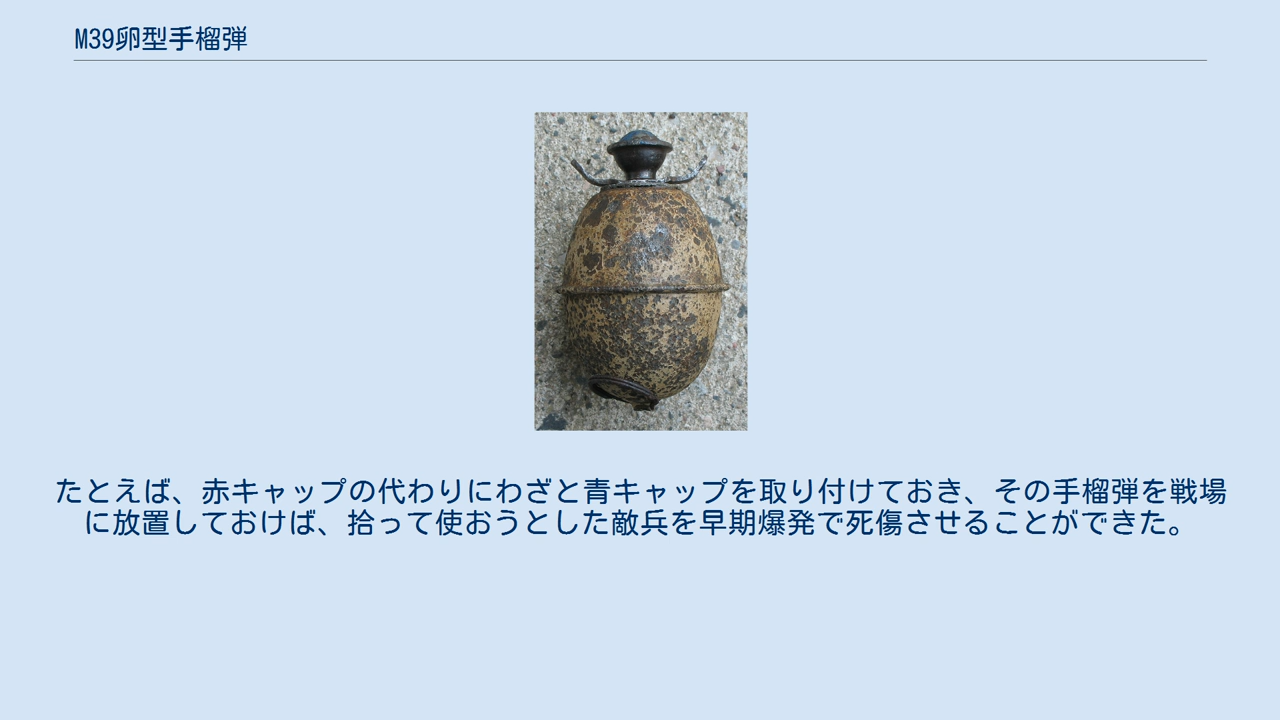 M39卵型手榴弾
たとえば、赤キャップの代わりにわざと青キャップを取り付けておき、その手榴弾を戦場
に放置しておけば、拾って使おうとした敵兵を早期爆発で死傷させることができた。